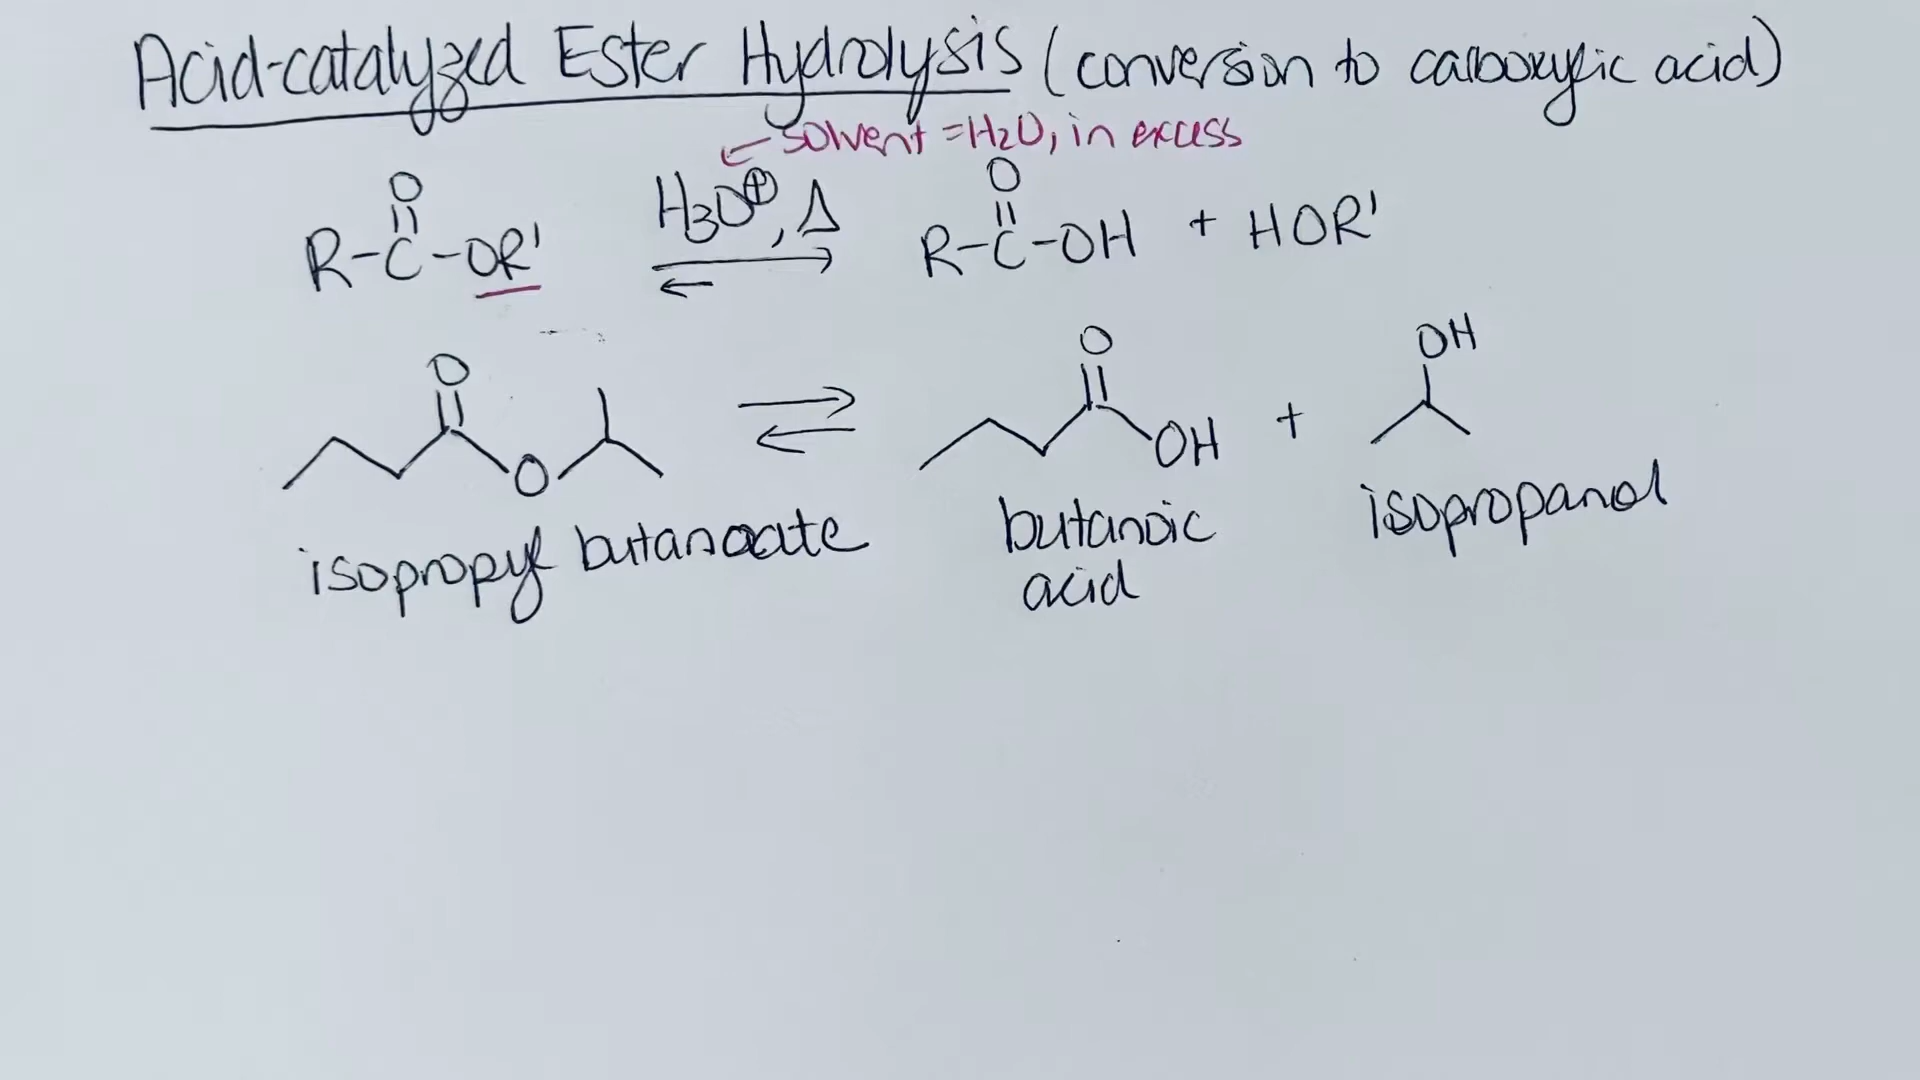 Acid-catalyzed Ester Hydrolysis (conversion to carboxylic acid)
← solvent = H₂O, in excess
O
H₃O⊕, Δ
O
R-C-OR' ⇌ R-C-OH + HOR'
O
O
OH
O ⇌ OH +
isopropyl butanoate
butanoic acid
isopropanol